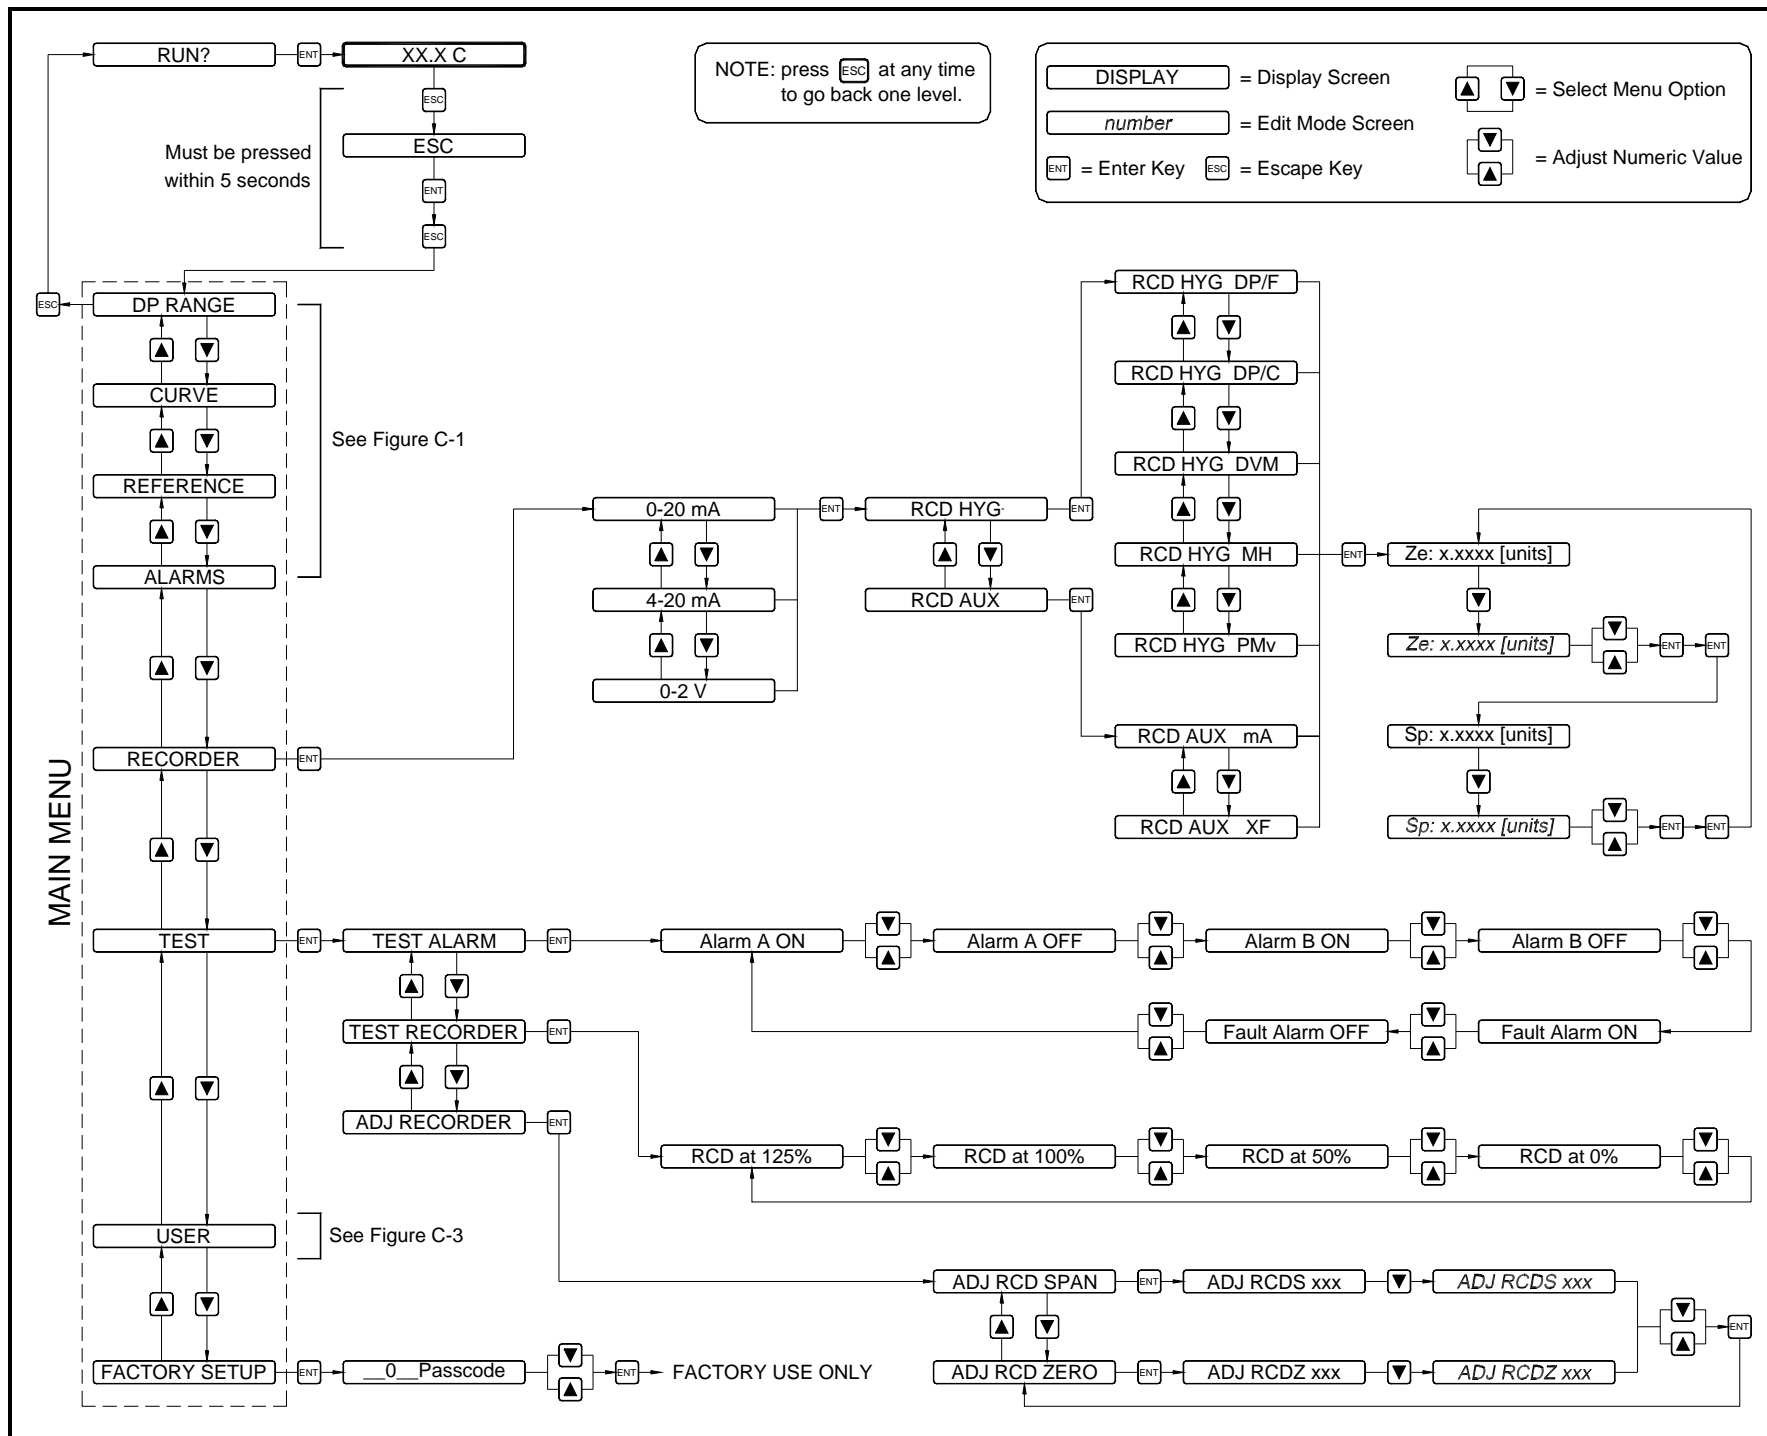 RUN?
ENT
XX.X C
NOTE: press ESC at any time
to go back one level.
DISPLAY = Display Screen
number = Edit Mode Screen
ENT = Enter Key ESC = Escape Key
= Select Menu Option
= Adjust Numeric Value
ESC
Must be pressed
within 5 seconds
ESC
ENT
ESC
MAIN MENU
ESC
DP RANGE
CURVE
REFERENCE
ALARMS
See Figure C-1
RECORDER
ENT
0-20 mA
4-20 mA
0-2 V
ENT
RCD HYG
ENT
RCD AUX
ENT
RCD HYG DP/F
RCD HYG DP/C
RCD HYG DVM
RCD HYG MH
RCD HYG PMv
RCD AUX mA
RCD AUX XF
ENT
Ze: x.xxxx [units]
Ze: x.xxxx [units]
ENT
ENT
Sp: x.xxxx [units]
Sp: x.xxxx [units]
ENT
ENT
TEST
ENT
TEST ALARM
ENT
Alarm A ON
Alarm A OFF
Alarm B ON
Alarm B OFF
Fault Alarm OFF
Fault Alarm ON
TEST RECORDER
ENT
ADJ RECORDER
ENT
RCD at 125%
RCD at 100%
RCD at 50%
RCD at 0%
USER
See Figure C-3
ADJ RCD SPAN
ENT
ADJ RCDS xxx
ADJ RCDS xxx
ENT
FACTORY SETUP
ENT
__0__Passcode
ENT
FACTORY USE ONLY
ADJ RCD ZERO
ENT
ADJ RCDZ xxx
ADJ RCDZ xxx